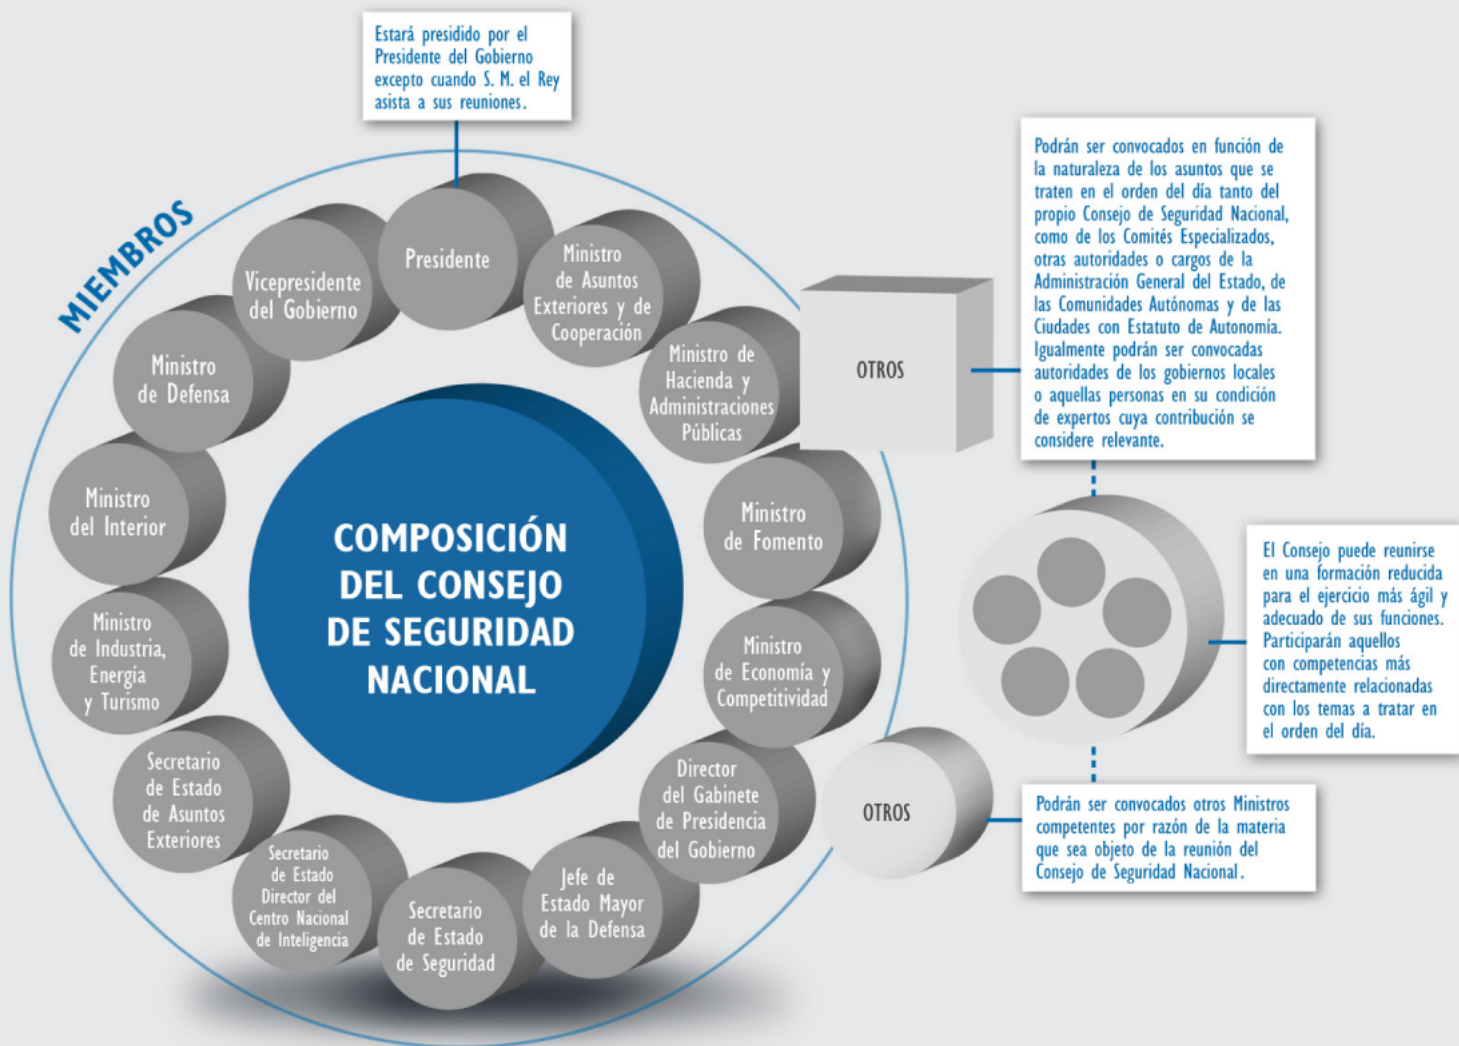 Estará presidido por el
Presidente del Gobierno
excepto cuando S. M. el Rey
asista a sus reuniones.
MIEMBROS
Presidente
Vicepresidente
del Gobierno
Ministro
de Defensa
Ministro
del Interior
Ministro
de Industria,
Energía
y Turismo
Secretario
de Estado
de Asuntos
Exteriores
Secretario
de Estado
Director del
Centro Nacional
de Inteligencia
Secretario
de Estado
de Seguridad
Jefe de
Estado Mayor
de la Defensa
Director
del Gabinete
de Presidencia
del Gobierno
Ministro
de Economía y
Competitividad
Ministro
de Fomento
Ministro de
Hacienda y
Administraciones
Públicas
Ministro
de Asuntos
Exteriores y de
Cooperación
COMPOSICIÓN
DEL CONSEJO
DE SEGURIDAD
NACIONAL
OTROS
Podrán ser convocados en función de
la naturaleza de los asuntos que se
traten en el orden del día tanto del
propio Consejo de Seguridad Nacional,
como de los Comités Especializados,
otras autoridades o cargos de la
Administración General del Estado, de
las Comunidades Autónomas y de las
Ciudades con Estatuto de Autonomía.
Igualmente podrán ser convocadas
autoridades de los gobiernos locales
o aquellas personas en su condición
de expertos cuya contribución se
considere relevante.
El Consejo puede reunirse
en una formación reducida
para el ejercicio más ágil y
adecuado de sus funciones.
Participarán aquellos
con competencias más
directamente relacionadas
con los temas a tratar en
el orden del día.
OTROS
Podrán ser convocados otros Ministros
competentes por razón de la materia
que sea objeto de la reunión del
Consejo de Seguridad Nacional.